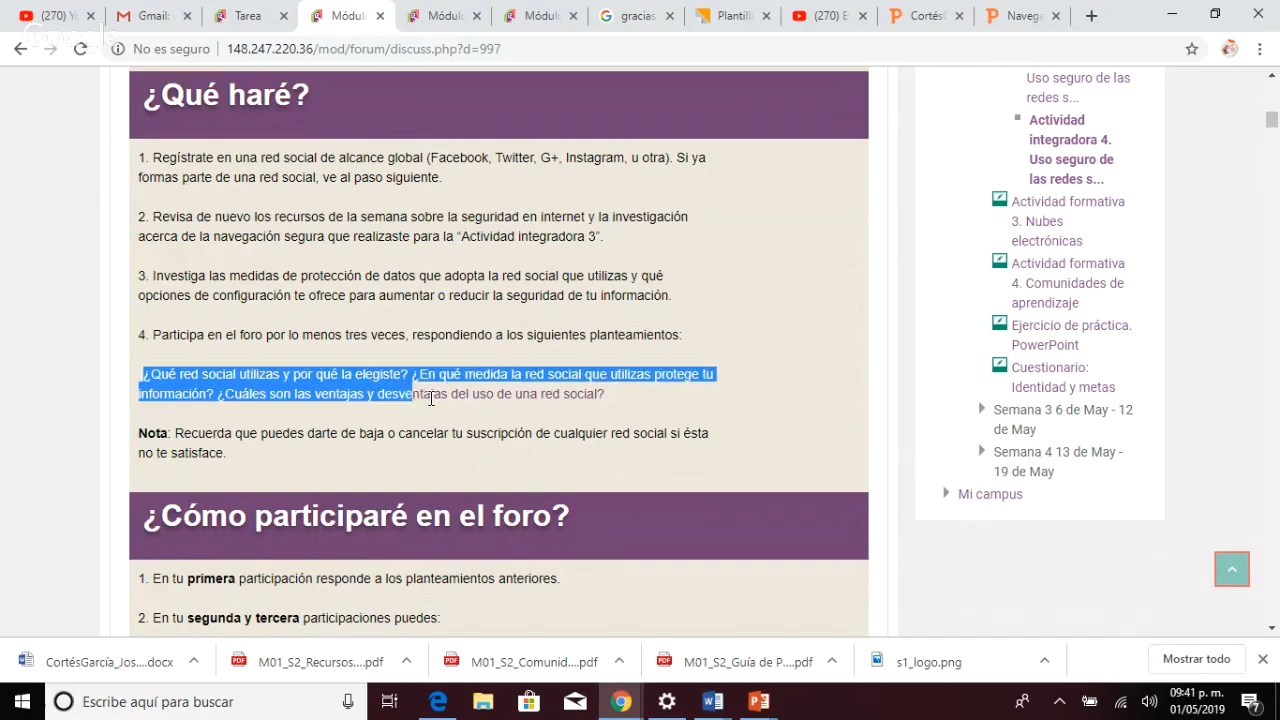 (270) Yo
Gmail:
Tarea
Módulo
Módulo
Módulo
gracias
Plantilla
(270) E
CortésG
Navega
Google
No es seguro
148.247.220.36/mod/forum/discuss.php?d=997
¿Qué haré?
1. Regístrate en una red social de alcance global (Facebook, Twitter, G+, Instagram, u otra). Si ya
formas parte de una red social, ve al paso siguiente.
2. Revisa de nuevo los recursos de la semana sobre la seguridad en internet y la investigación
acerca de la navegación segura que realizaste para la “Actividad integradora 3”.
3. Investiga las medidas de protección de datos que adopta la red social que utilizas y qué
opciones de configuración te ofrece para aumentar o reducir la seguridad de tu información.
4. Participa en el foro por lo menos tres veces, respondiendo a los siguientes planteamientos:
¿Qué red social utilizas y por qué la elegiste? ¿En qué medida la red social que utilizas protege tu
información? ¿Cuáles son las ventajas y desventajas del uso de una red social?
Nota: Recuerda que puedes darte de baja o cancelar tu suscripción de cualquier red social si ésta
no te satisface.
¿Cómo participaré en el foro?
1. En tu primera participación responde a los planteamientos anteriores.
2. En tu segunda y tercera participaciones puedes:
Uso seguro de las
redes s...
Actividad
integradora 4.
Uso seguro de
las redes s...
Actividad formativa
3. Nubes
electrónicas
Actividad formativa
4. Comunidades de
aprendizaje
Ejercicio de práctica.
PowerPoint
Cuestionario:
Identidad y metas
Semana 3 6 de May - 12
de May
Semana 4 13 de May -
19 de May
Mi campus
CortésGarcía_Jos....docx
M01_S2_Recursos....pdf
M01_S2_Comunid....pdf
M01_S2_Guía de P....pdf
s1_logo.png
Mostrar todo
Escribe aquí para buscar
09:41 p. m.
01/05/2019
7